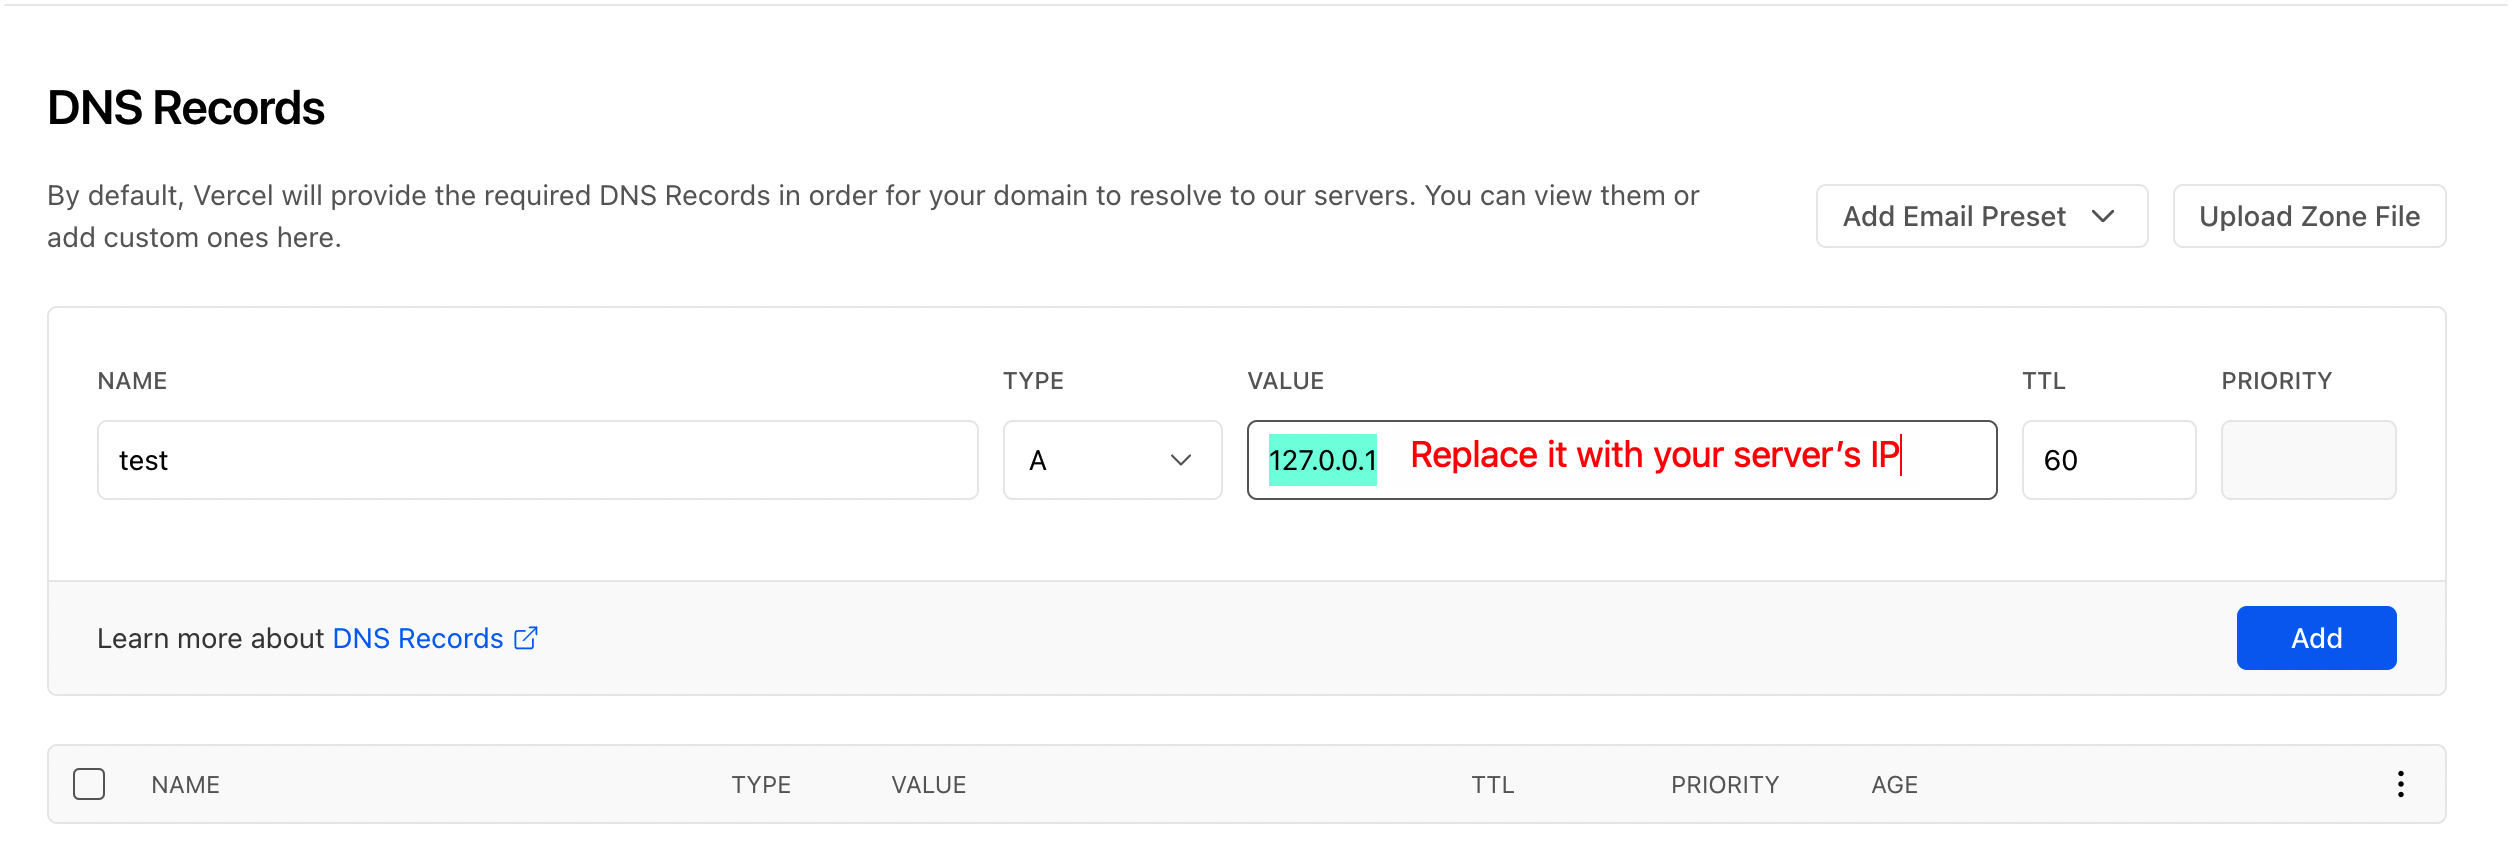 DNS Records
By default, Vercel will provide the required DNS Records in order for your domain to resolve to our servers. You can view them or
add custom ones here.
Add Email Preset
Upload Zone File
NAME TYPE VALUE TTL PRIORITY
test A 127.0.0.1 Replace it with your server’s IP 60
Learn more about DNS Records
Add
NAME TYPE VALUE TTL PRIORITY AGE